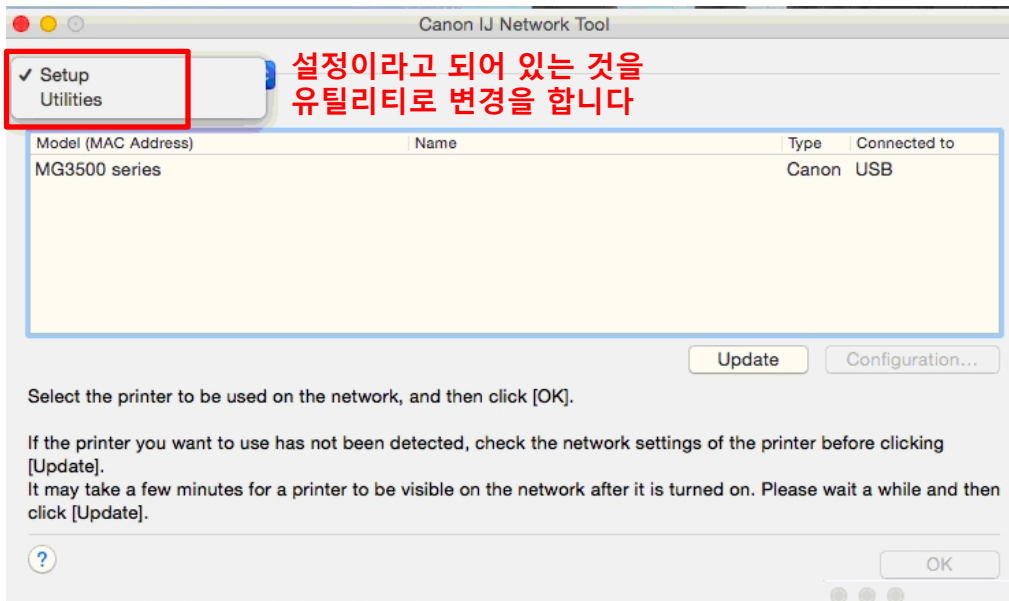 Canon IJ Network Tool
✓ Setup
Utilities
설정이라고 되어 있는 것을
유틸리티로 변경을 합니다
Model (MAC Address) Name Type Connected to
MG3500 series Canon USB
Update Configuration...
Select the printer to be used on the network, and then click [OK].
If the printer you want to use has not been detected, check the network settings of the printer before clicking
[Update].
It may take a few minutes for a printer to be visible on the network after it is turned on. Please wait a while and then
click [Update].
? OK